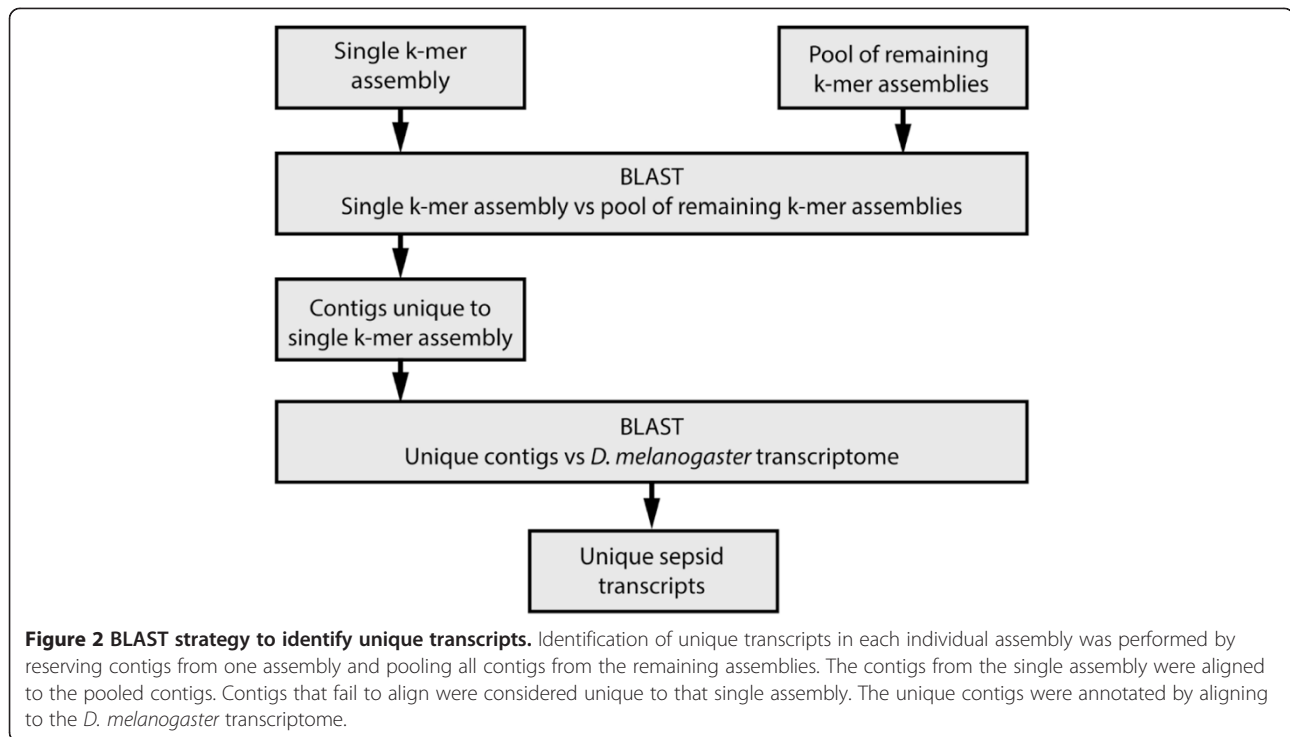 Single k-mer
assembly
Pool of remaining
k-mer assemblies
BLAST
Single k-mer assembly vs pool of remaining k-mer assemblies
Contigs unique to
single k-mer assembly
BLAST
Unique contigs vs D. melanogaster transcriptome
Unique sepsid
transcripts
Figure 2 BLAST strategy to identify unique transcripts. Identification of unique transcripts in each individual assembly was performed by
reserving contigs from one assembly and pooling all contigs from the remaining assemblies. The contigs from the single assembly were aligned
to the pooled contigs. Contigs that fail to align were considered unique to that single assembly. The unique contigs were annotated by aligning
to the D. melanogaster transcriptome.